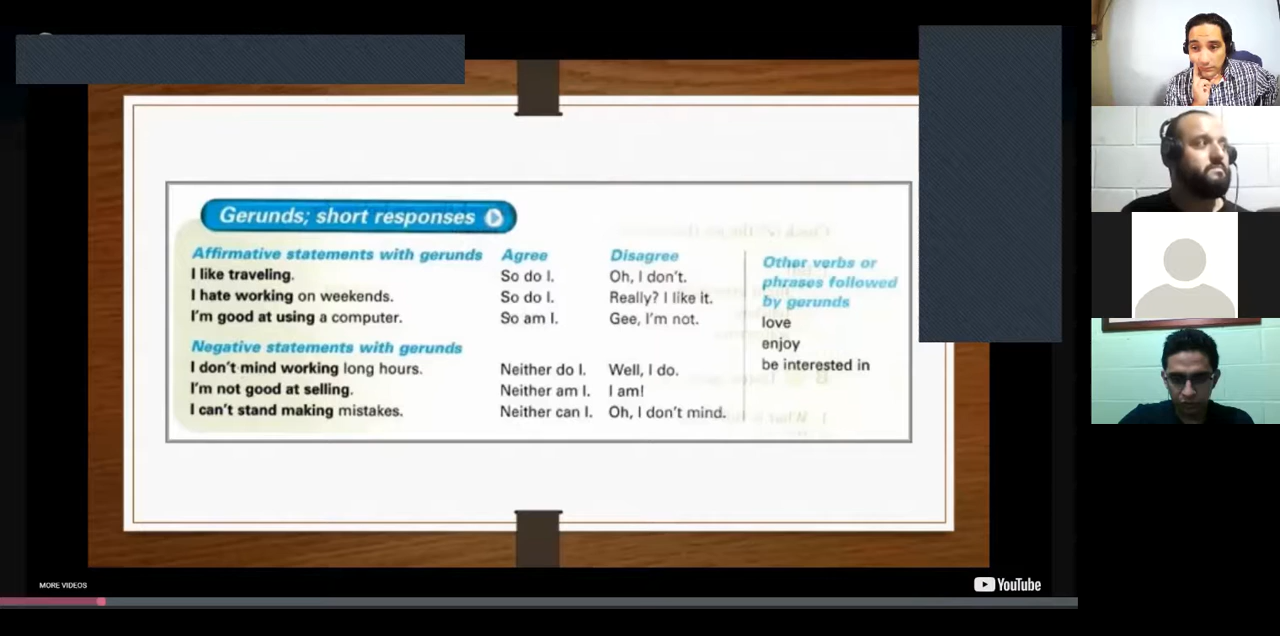 Gerunds; short responses
Affirmative statements with gerunds Agree Disagree
I like traveling. So do I. Oh, I don't.
I hate working on weekends. So do I. Really? I like it.
I'm good at using a computer. So am I. Gee, I'm not.
Negative statements with gerunds
I don't mind working long hours. Neither do I. Well, I do.
I'm not good at selling. Neither am I. I am!
I can't stand making mistakes. Neither can I. Oh, I don't mind.
Other verbs or
phrases followed
by gerunds
love
enjoy
be interested in
MORE VIDEOS
YouTube